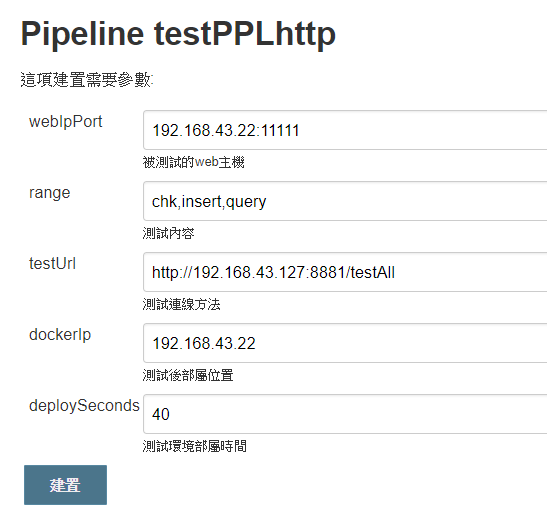 Pipeline testPPLhttp
這項建置需要參數:
webIpPort
192.168.43.22:11111
被測試的web主機
range
chk,insert,query
測試內容
testUrl
http://192.168.43.127:8881/testAll
測試連線方法
dockerIp
192.168.43.22
測試後部屬位置
deploySeconds
40
測試環境部屬時間
建置